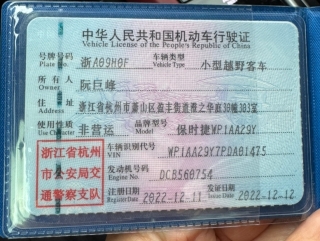 中华人民共和国机动车行驶证
Vehicle License of the People's Republic of China
号牌号码 浙A09H0F 车辆类型 小型越野客车
Plate No. Vehicle Type
所有人 阮巨峰
Owner
住址 浙江省杭州市萧山区盈丰街道港之华庭30幢303室
Address
使用性质 非营运 品牌型号 保时捷WP1AA29Y
Use Character Model
浙江省杭州 车辆识别代号 WP1AA29Y7PDA01475
VIN
市公安局交 发动机号码 DCB560754
Engine No.
通警察支队 注册日期 2022-12-11 发证日期 2022-12-12
Register Date Issue Date